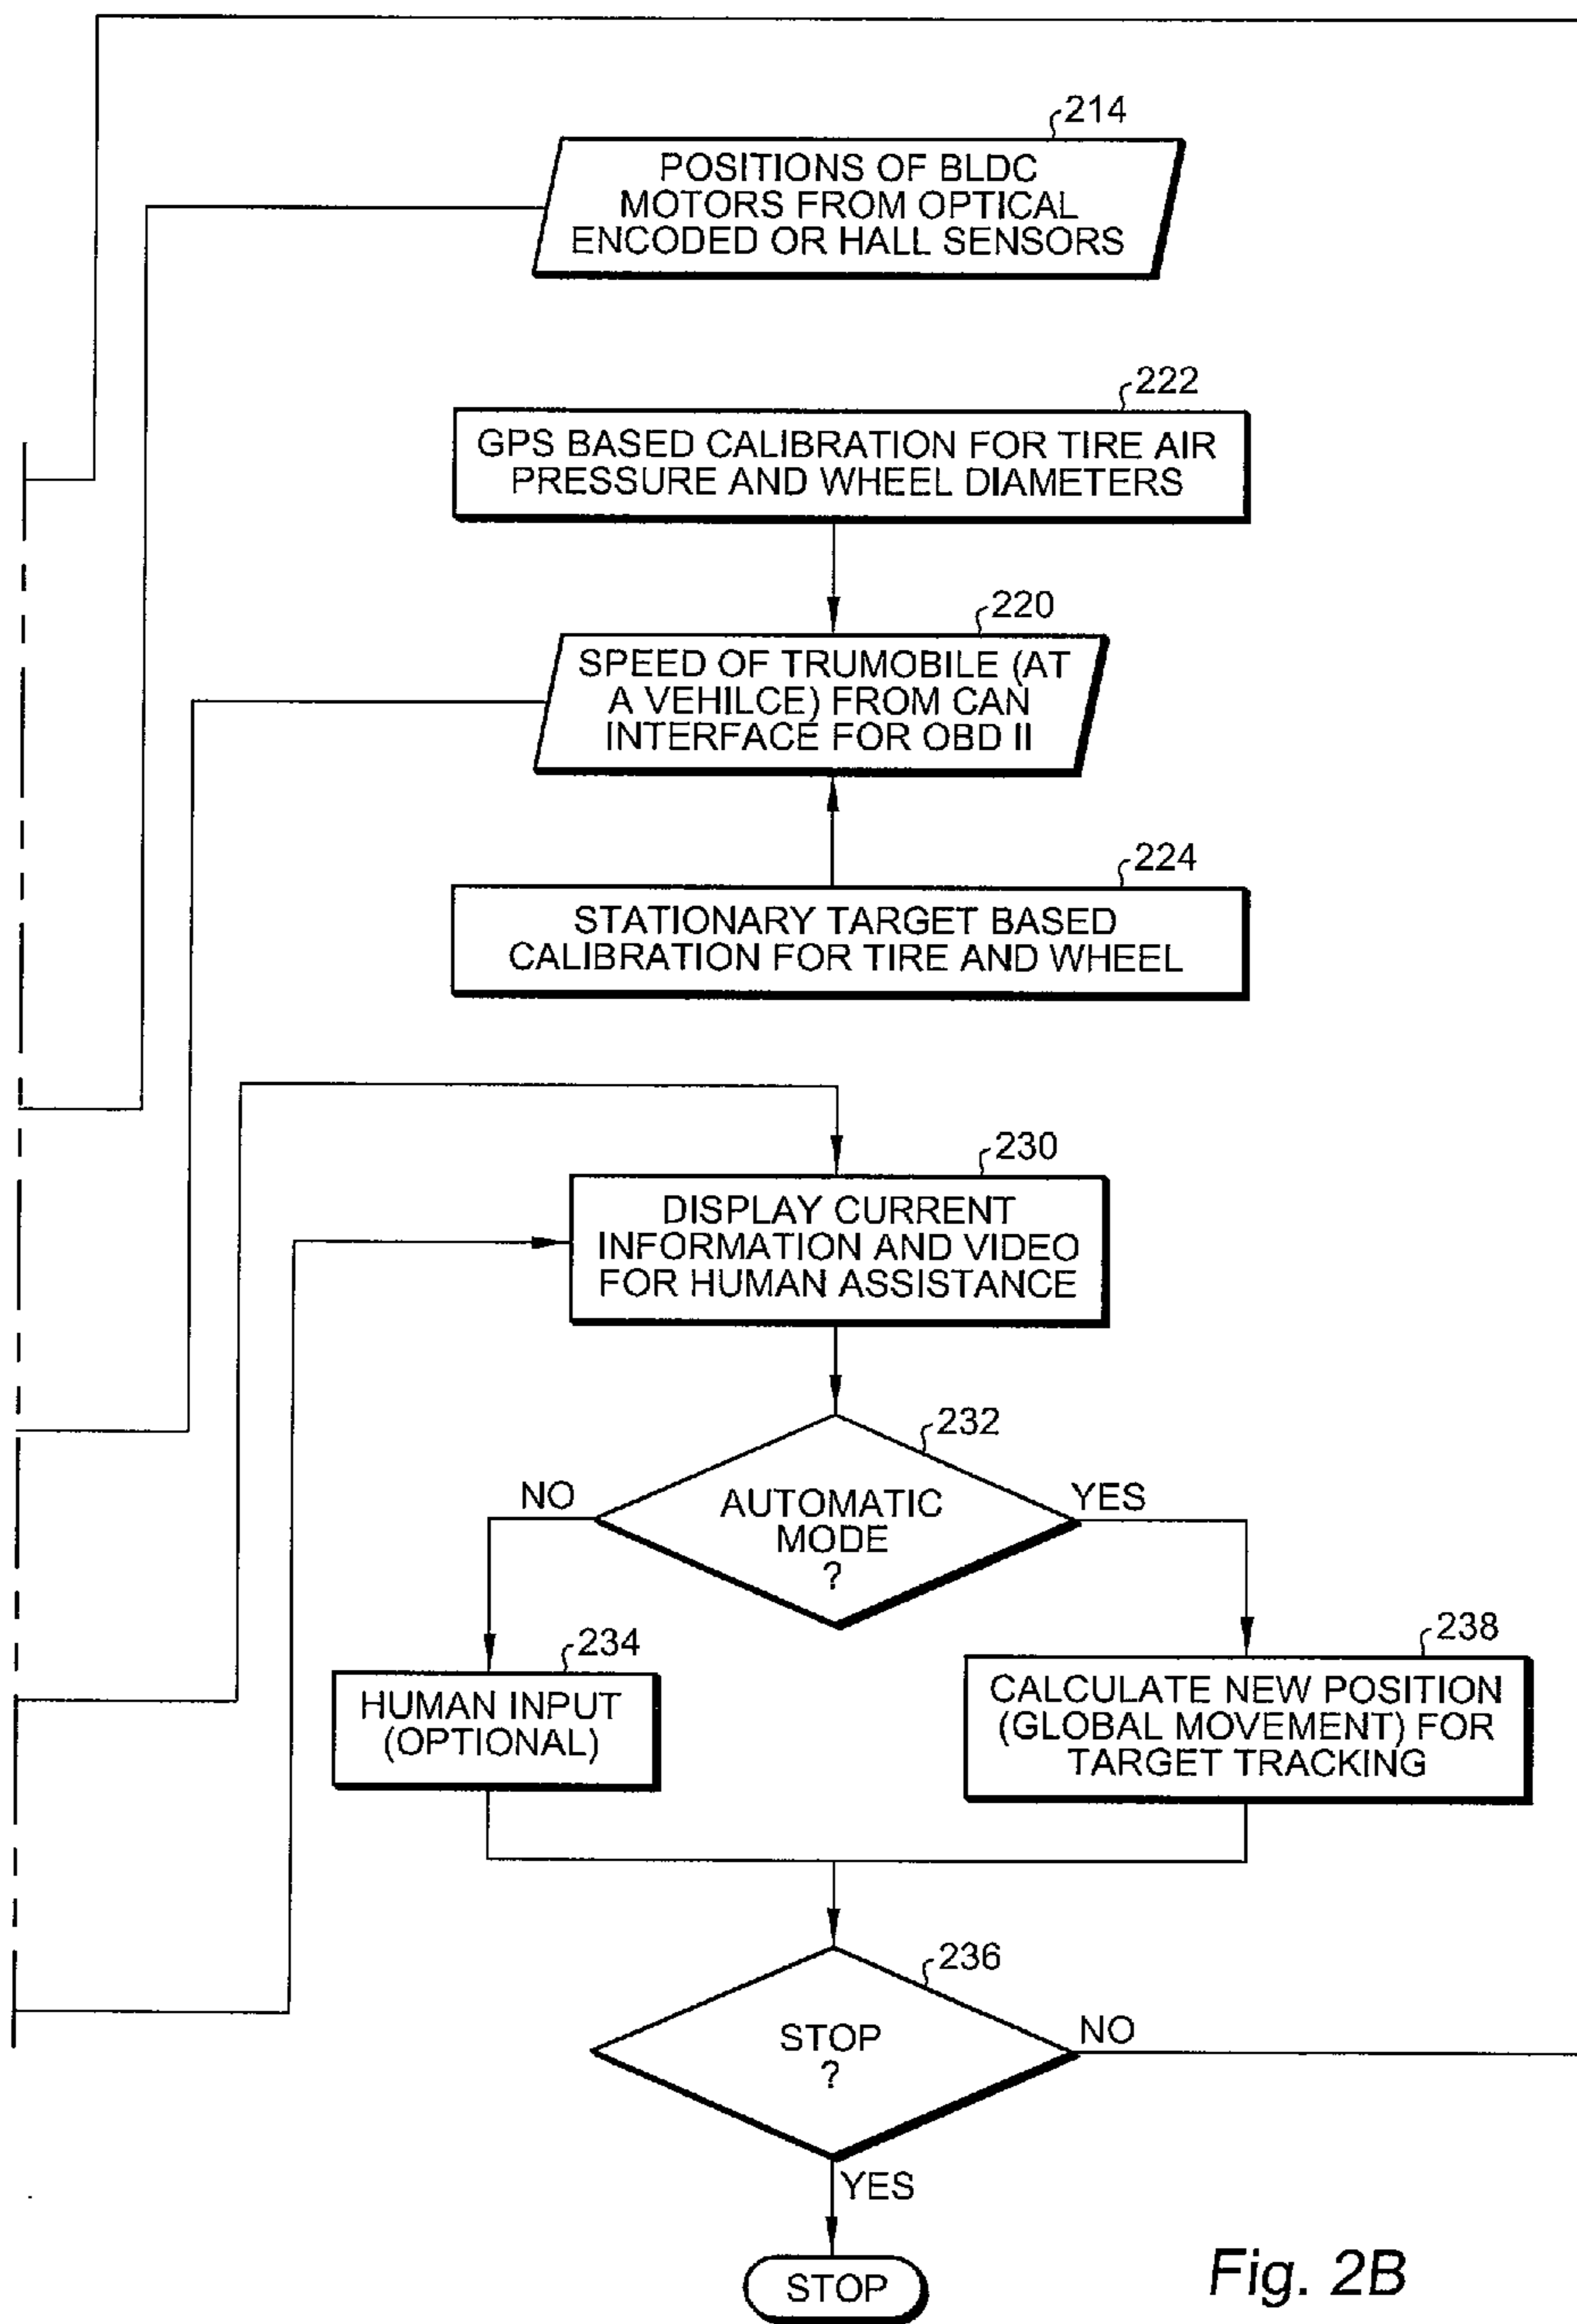 214
POSITIONS OF BLDC
MOTORS FROM OPTICAL
ENCODED OR HALL SENSORS
222
GPS BASED CALIBRATION FOR TIRE AIR
PRESSURE AND WHEEL DIAMETERS
220
SPEED OF TRUMOBILE (AT
A VEHILCE) FROM CAN
INTERFACE FOR OBD II
224
STATIONARY TARGET BASED
CALIBRATION FOR TIRE AND WHEEL
230
DISPLAY CURRENT
INFORMATION AND VIDEO
FOR HUMAN ASSISTANCE
232
NO
AUTOMATIC
MODE
?
YES
234
HUMAN INPUT
(OPTIONAL)
238
CALCULATE NEW POSITION
(GLOBAL MOVEMENT) FOR
TARGET TRACKING
236
STOP
?
NO
YES
STOP
Fig. 2B